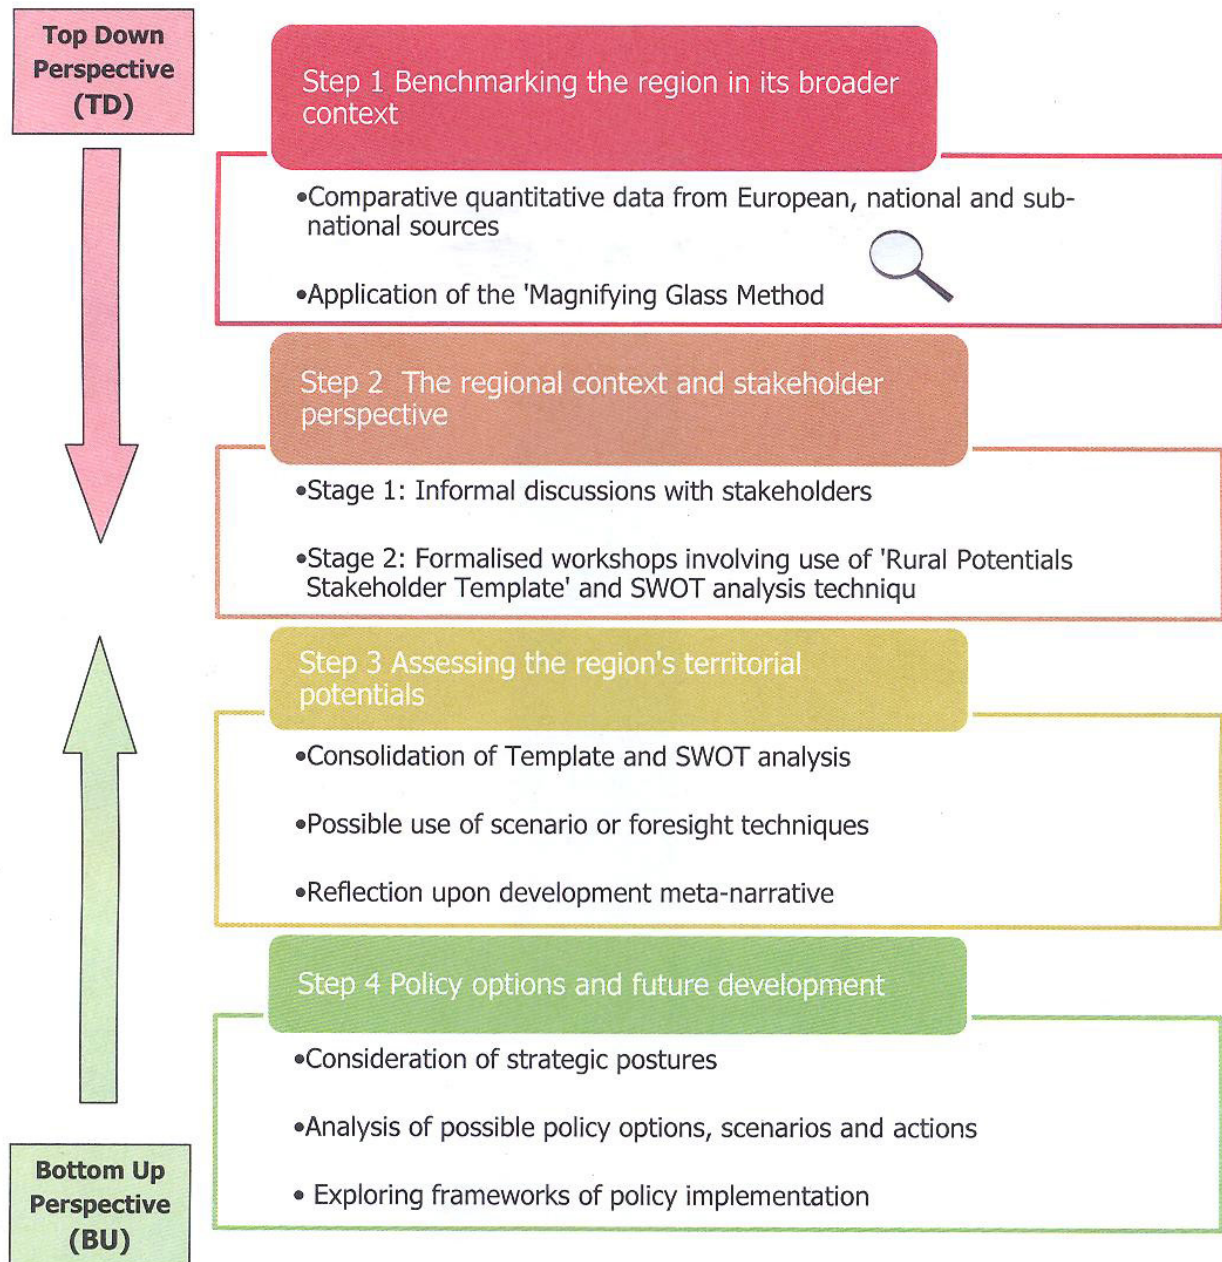 Top Down
Perspective
(TD)
Step 1 Benchmarking the region in its broader
context
•Comparative quantitative data from European, national and sub-
national sources
•Application of the 'Magnifying Glass Method
Step 2  The regional context and stakeholder
perspective
•Stage 1: Informal discussions with stakeholders
•Stage 2: Formalised workshops involving use of 'Rural Potentials
Stakeholder Template' and SWOT analysis techniqu
Step 3 Assessing the region's territorial
potentials
•Consolidation of Template and SWOT analysis
•Possible use of scenario or foresight techniques
•Reflection upon development meta-narrative
Step 4 Policy options and future development
•Consideration of strategic postures
•Analysis of possible policy options, scenarios and actions
• Exploring frameworks of policy implementation
Bottom Up
Perspective
(BU)